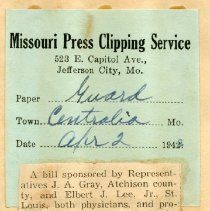 Missouri Press Clipping Service
523 E. Capitol Ave.,
Jefferson City, Mo.
Paper Guard
Town Centralia Mo.
Date Apr 2 194
A bill sponsored by Represent-
atives J. A. Gray, Atchison coun-
ty, and Elbert J. Lee, Jr., St.
Louis, both physicians, and pro-